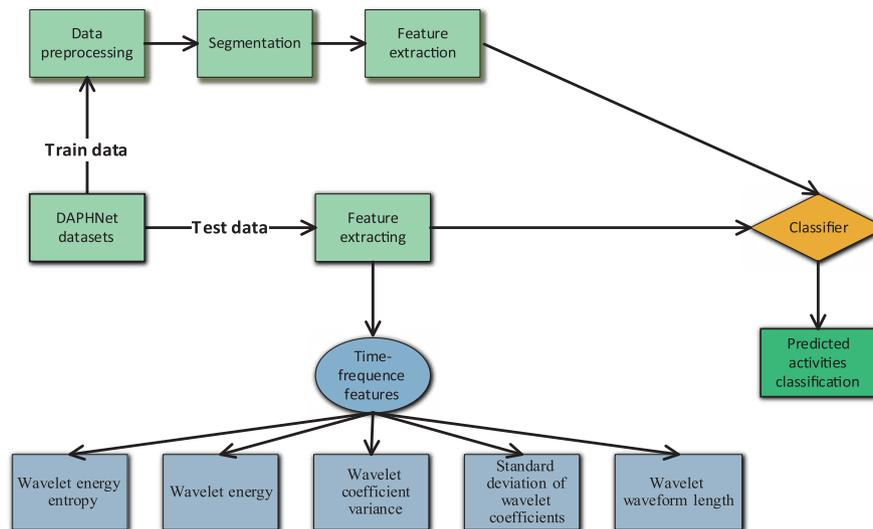 Data
preprocessing
Segmentation
Feature
extraction
Train data
DAPHNet
datasets
Test data
Feature
extracting
Classifier
Time-
frequence
features
Predicted
activities
classification
Wavelet energy
entropy
Wavelet energy
Wavelet
coefficient
variance
Standard
deviation of
wavelet
coefficients
Wavelet
waveform length